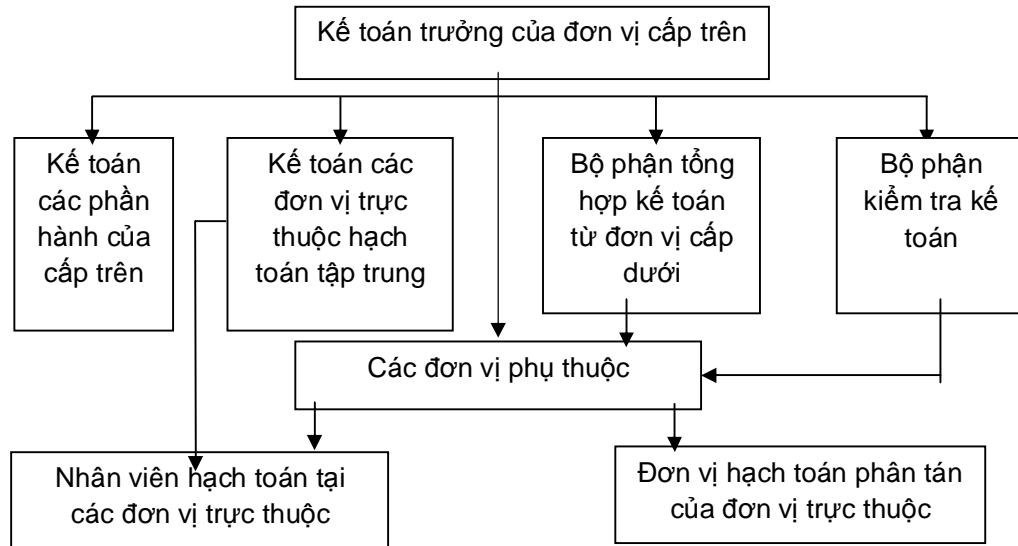 Kế toán trưởng của đơn vị cấp trên
Kế toán
các phần
hành của
cấp trên
Kế toán các
đơn vị trực
thuộc hạch
toán tập trung
Bộ phận tổng
hợp kế toán
từ đơn vị cấp
dưới
Bộ phận
kiểm tra kế
toán
Các đơn vị phụ thuộc
Nhân viên hạch toán tại
các đơn vị trực thuộc
Đơn vị hạch toán phân tán
của đơn vị trực thuộc